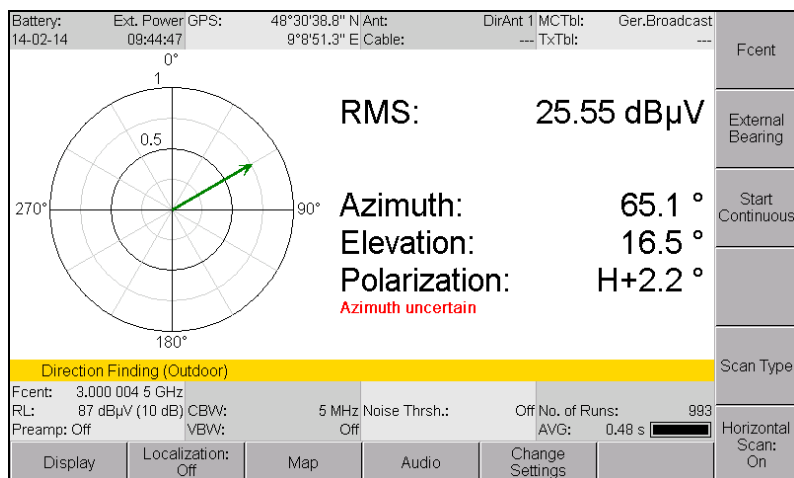 Battery: Ext. Power GPS: 48°30'38.8" N Ant: DirAnt 1 MCTbl: Ger.Broadcast
14-02-14 09:44:47 9°8'51.3" E Cable: --- TxTbl: ---
Fcent
0°
1
0.5
270°
90°
180°
RMS: 25.55 dBµV
Azimuth: 65.1 °
Elevation: 16.5 °
Polarization: H+2.2 °
Azimuth uncertain
External
Bearing
Start
Continuous
Scan Type
Direction Finding (Outdoor)
Fcent: 3.000 004 5 GHz
RL: 87 dBµV (10 dB) CBW: 5 MHz Noise Thrsh.: Off No. of Runs: 993
Preamp: Off VBW: Off AVG: 0.48 s
Horizontal
Scan:
On
Display
Localization:
Off
Map
Audio
Change
Settings